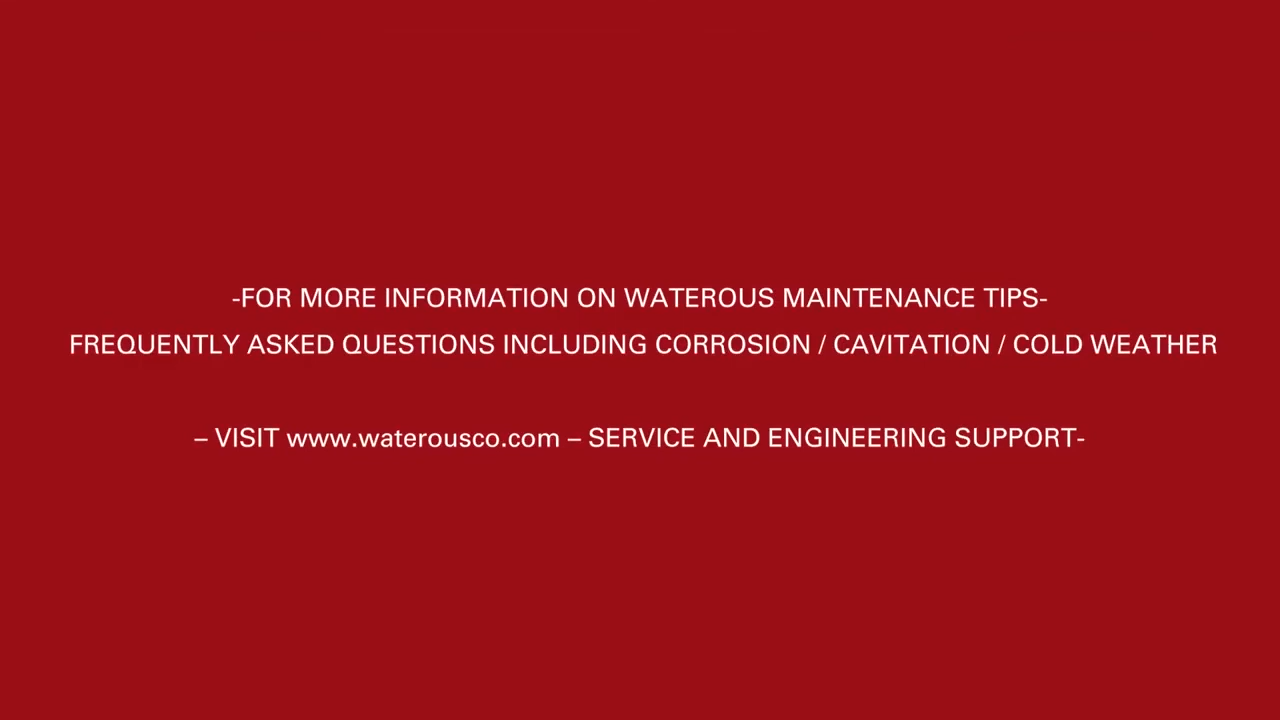 -FOR MORE INFORMATION ON WATEROUS MAINTENANCE TIPS-
FREQUENTLY ASKED QUESTIONS INCLUDING CORROSION / CAVITATION / COLD WEATHER
– VISIT www.waterousco.com – SERVICE AND ENGINEERING SUPPORT-